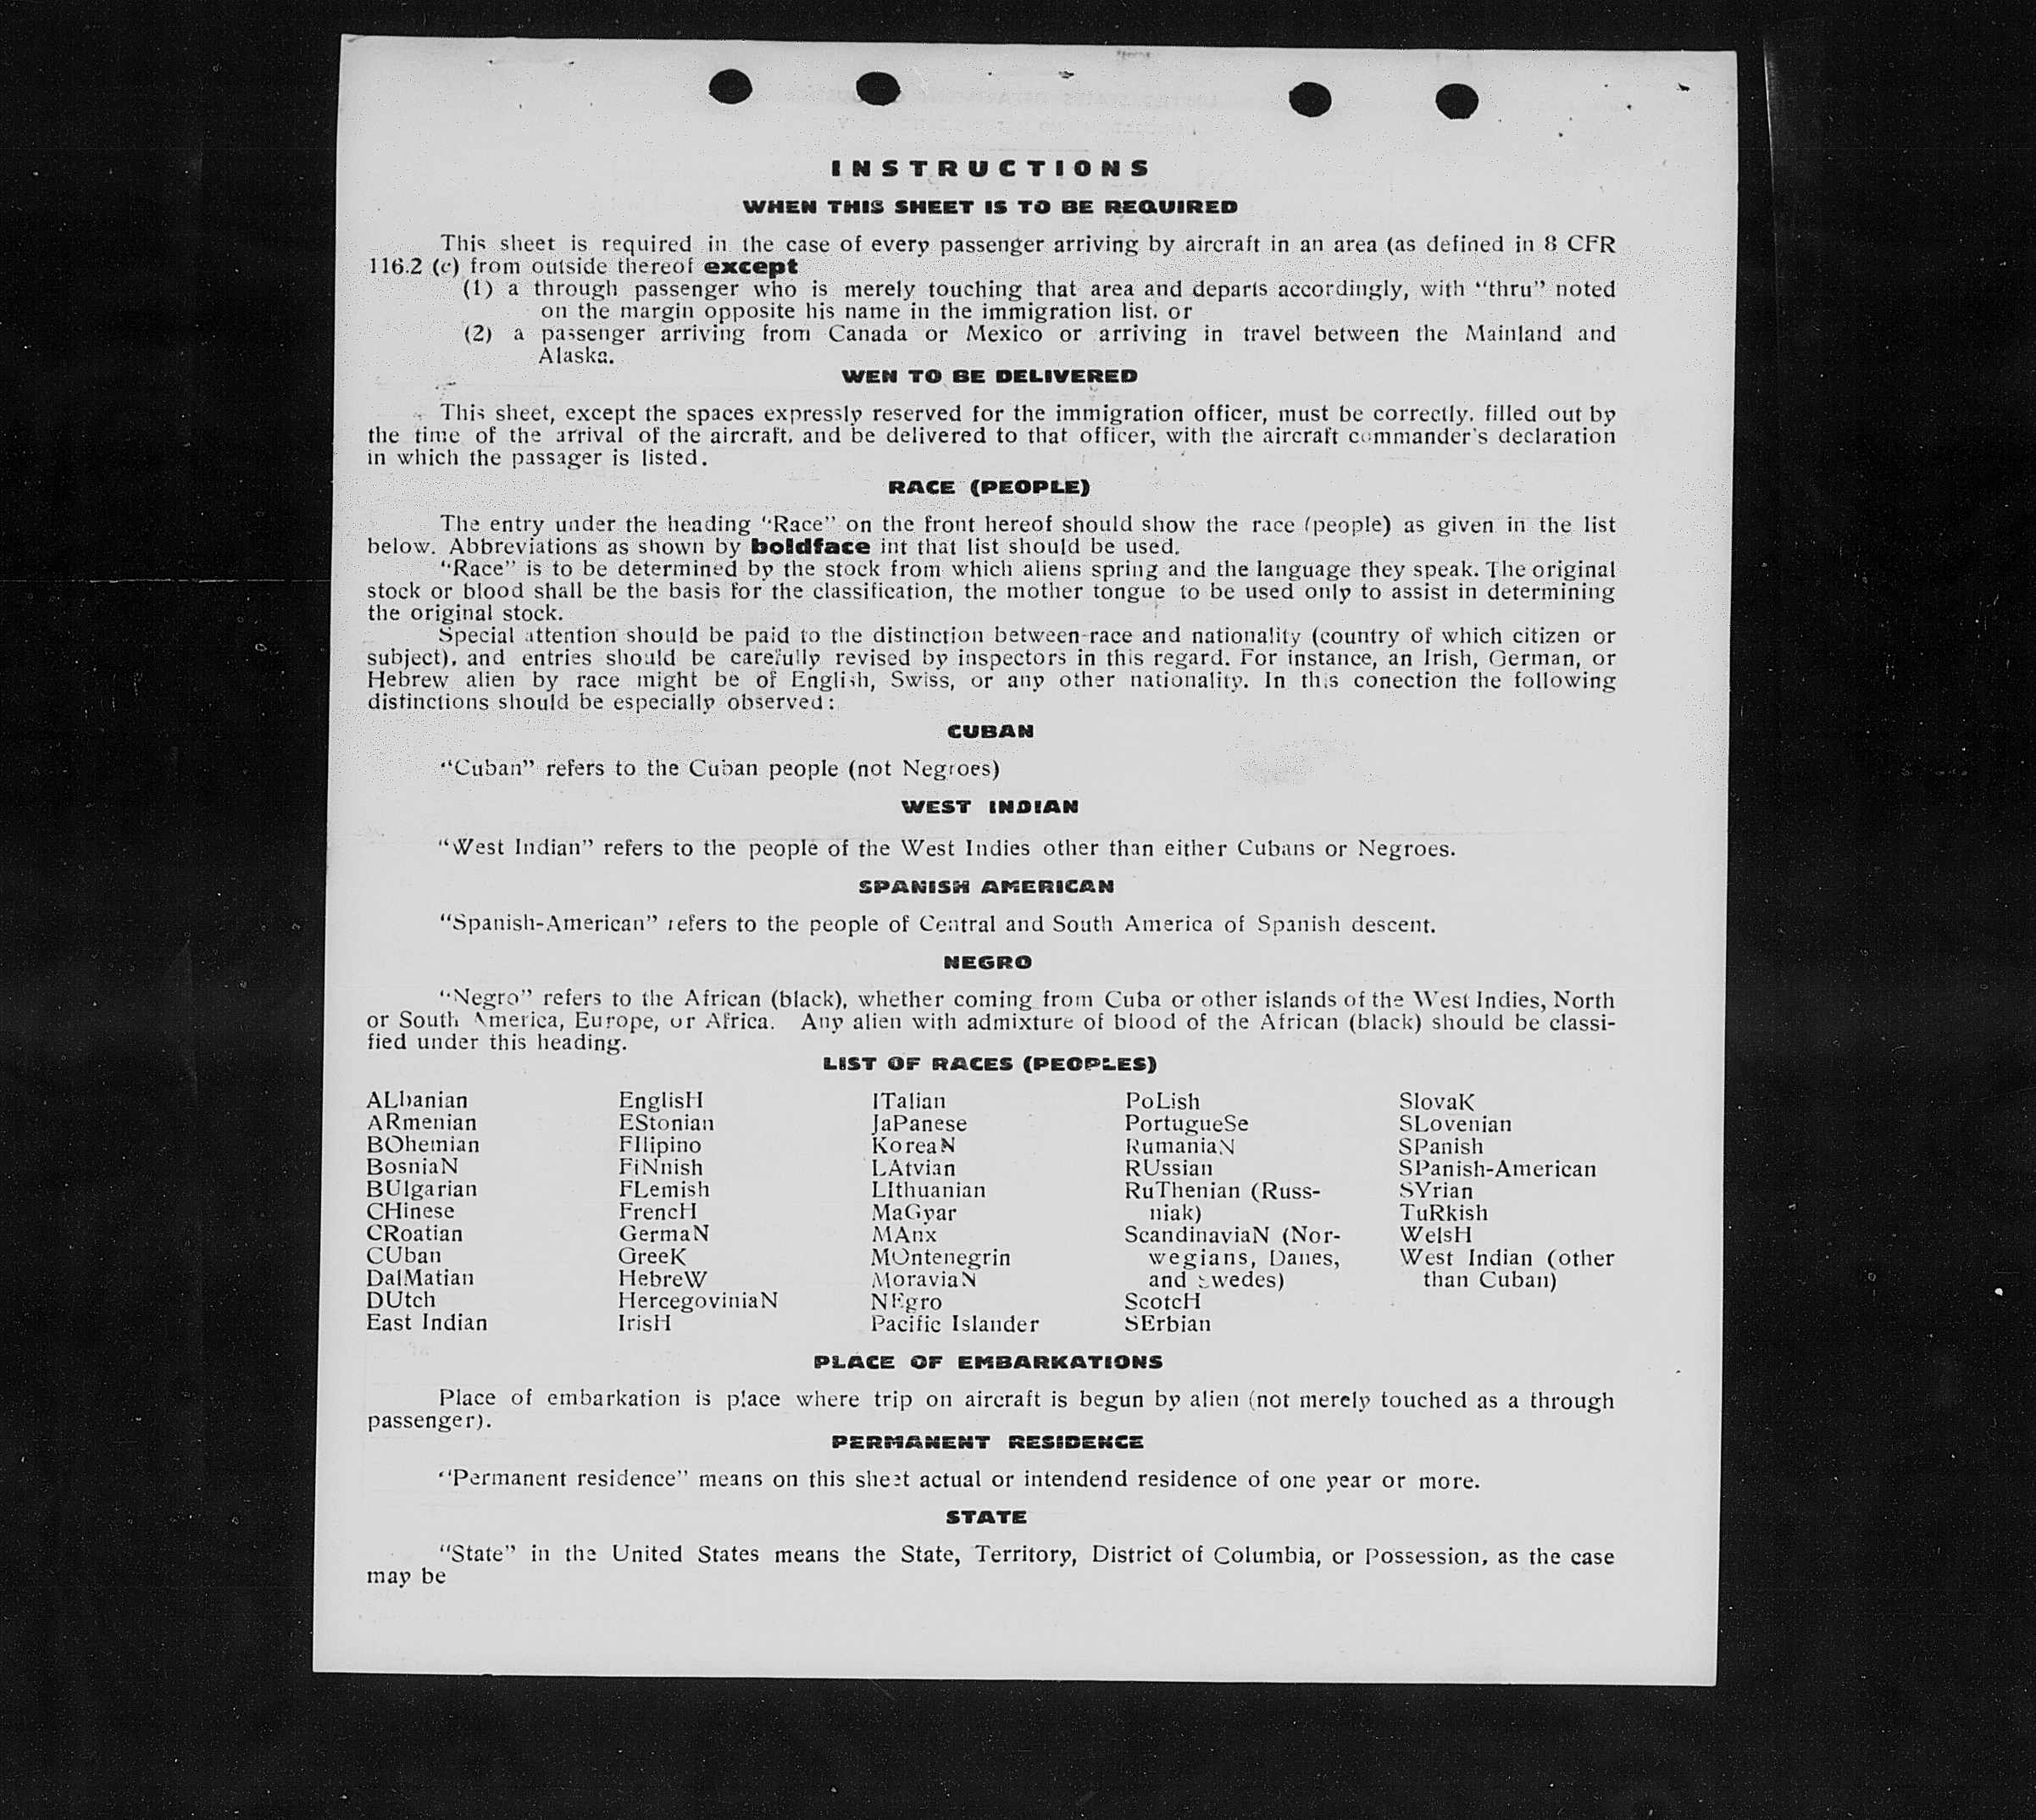 INSTRUCTIONS
WHEN THIS SHEET IS TO BE REQUIRED
This sheet is required in the case of every passenger arriving by aircraft in an area (as defined in 8 CFR
116.2 (c) from outside thereof except
(1) a through passenger who is merely touching that area and departs accordingly, with "thru" noted
on the margin opposite his name in the immigration list. or
(2) a passenger arriving from Canada or Mexico or arriving in travel between the Mainland and
Alaska.
WEN TO BE DELIVERED
This sheet, except the spaces expressly reserved for the immigration officer, must be correctly. filled out by
the time of the arrival of the aircraft. and be delivered to that officer, with the aircraft commander's declaration
in which the passager is listed.
RACE (PEOPLE)
The entry under the heading "Race" on the front hereof should show the race (people) as given in the list
below. Abbreviations as shown by boldface int that list should be used.
"Race" is to be determined by the stock from which aliens spring and the language they speak. The original
stock or blood shall be the basis for the classification, the mother tongue to be used only to assist in determining
the original stock.
Special attention should be paid to the distinction between race and nationality (country of which citizen or
subject), and entries should be carefully revised by inspectors in this regard. For instance, an Irish, German, or
Hebrew alien by race might be of English, Swiss, or any other nationality. In this conection the following
distinctions should be especially observed:
CUBAN
"Cuban" refers to the Cuban people (not Negroes)
WEST INDIAN
"West Indian" refers to the people of the West Indies other than either Cubans or Negroes.
SPANISH AMERICAN
"Spanish-American" refers to the people of Central and South America of Spanish descent.
NEGRO
"Negro" refers to the African (black), whether coming from Cuba or other islands of the West Indies, North
or South America, Europe, or Africa. Any alien with admixture of blood of the African (black) should be classi-
fied under this heading.
LIST OF RACES (PEOPLES)
ALbanian
ARmenian
BOhemian
BosniaN
BUlgarian
CHinese
CRoatian
CUban
DalMatian
DUtch
East Indian
EnglisH
EStonian
FIlipino
FiNnish
FLemish
FrencH
GermaN
GreeK
HebreW
HercegoviniaN
IrisH
ITalian
JaPanese
KoreaN
LAtvian
LIthuanian
MaGyar
MAnx
MOntenegrin
MoraviaN
NEgro
Pacific Islander
PoLish
PortugueSe
RumaniaN
RUssian
RuThenian (Russ-
niak)
ScandinaviaN (Nor-
wegians, Danes,
and Swedes)
ScotcH
SErbian
SlovaK
SLovenian
SPanish
SPanish-American
SYrian
TuRkish
WelsH
West Indian (other
than Cuban)
PLACE OF EMBARKATIONS
Place of embarkation is place where trip on aircraft is begun by alien (not merely touched as a through
passenger).
PERMANENT RESIDENCE
"Permanent residence" means on this sheet actual or intendend residence of one year or more.
STATE
"State" in the United States means the State, Territory, District of Columbia, or Possession, as the case
may be